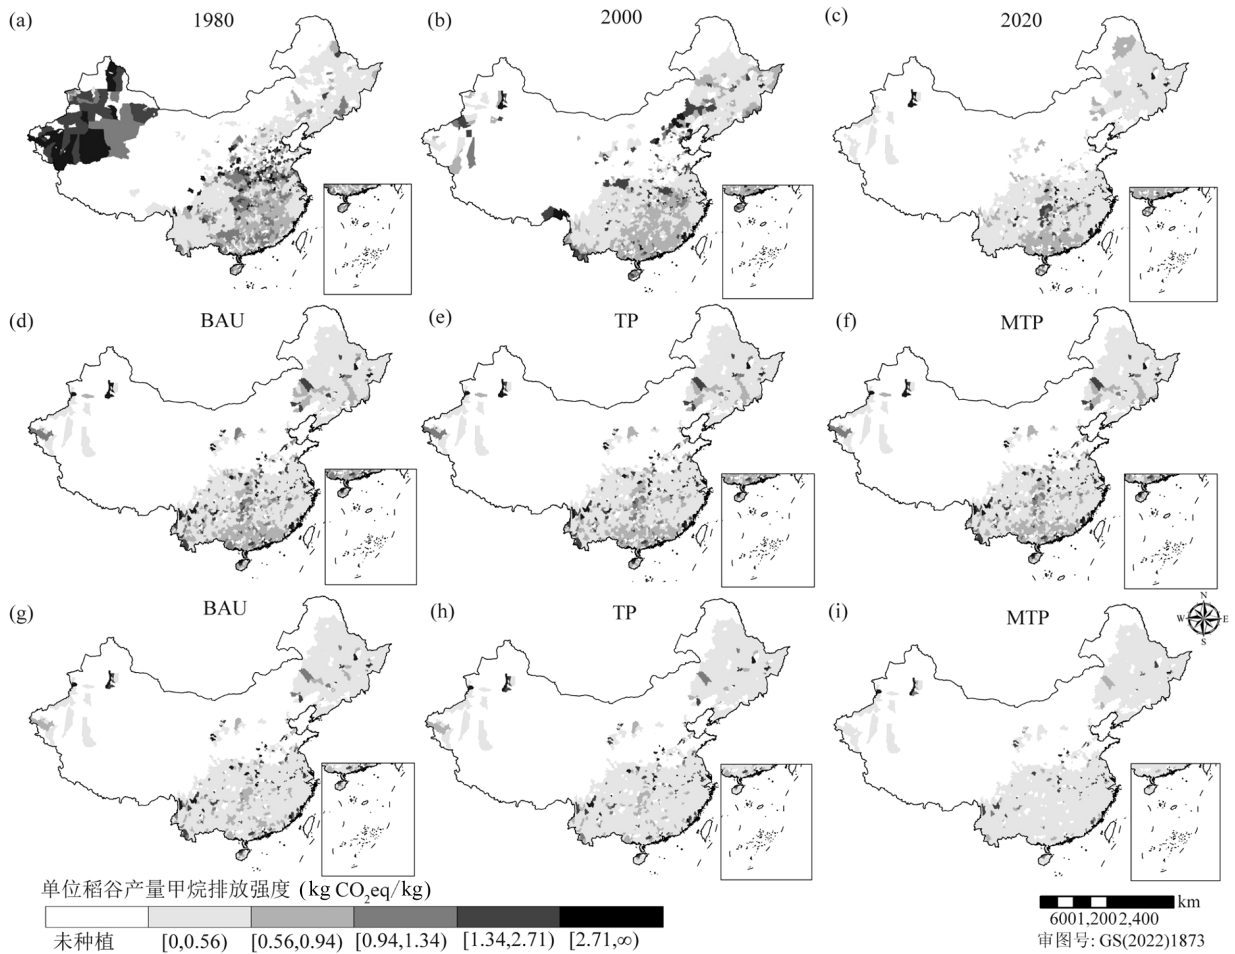 (a) 1980
(b) 2000
(c) 2020
(d) BAU
(e) TP
(f) MTP
(g) BAU
(h) TP
(i) MTP
N
W E
S
单位稻谷产量甲烷排放强度 (kg CO₂eq/kg)
未种植 [0,0.56) [0.56,0.94) [0.94,1.34) [1.34,2.71) [2.71,∞)
km
6001,2002,400
审图号: GS(2022)1873